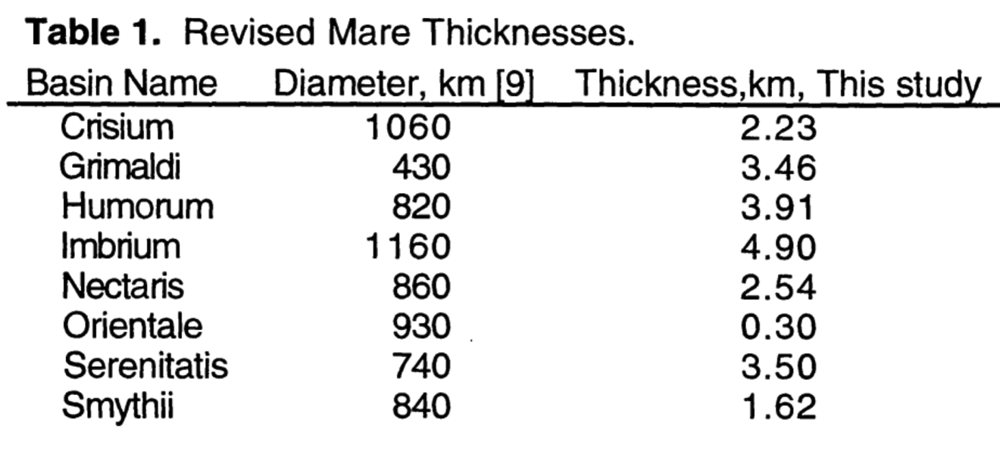 Table 1. Revised Mare Thicknesses.
Basin Name Diameter, km [9] Thickness,km, This study
Crisium 1060 2.23
Grimaldi 430 3.46
Humorum 820 3.91
Imbrium 1160 4.90
Nectaris 860 2.54
Orientale 930 0.30
Serenitatis 740 3.50
Smythii 840 1.62